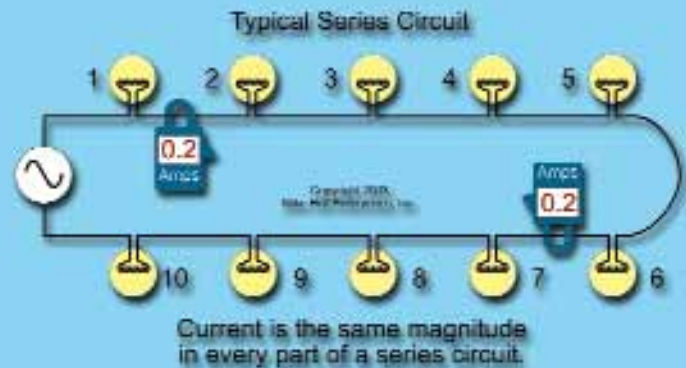 Typical Series Circuit
1 2 3 4 5
0.2
Amps
Amps
0.2
Copyright
10 9 8 7 6
Current is the same magnitude
in every part of a series circuit.